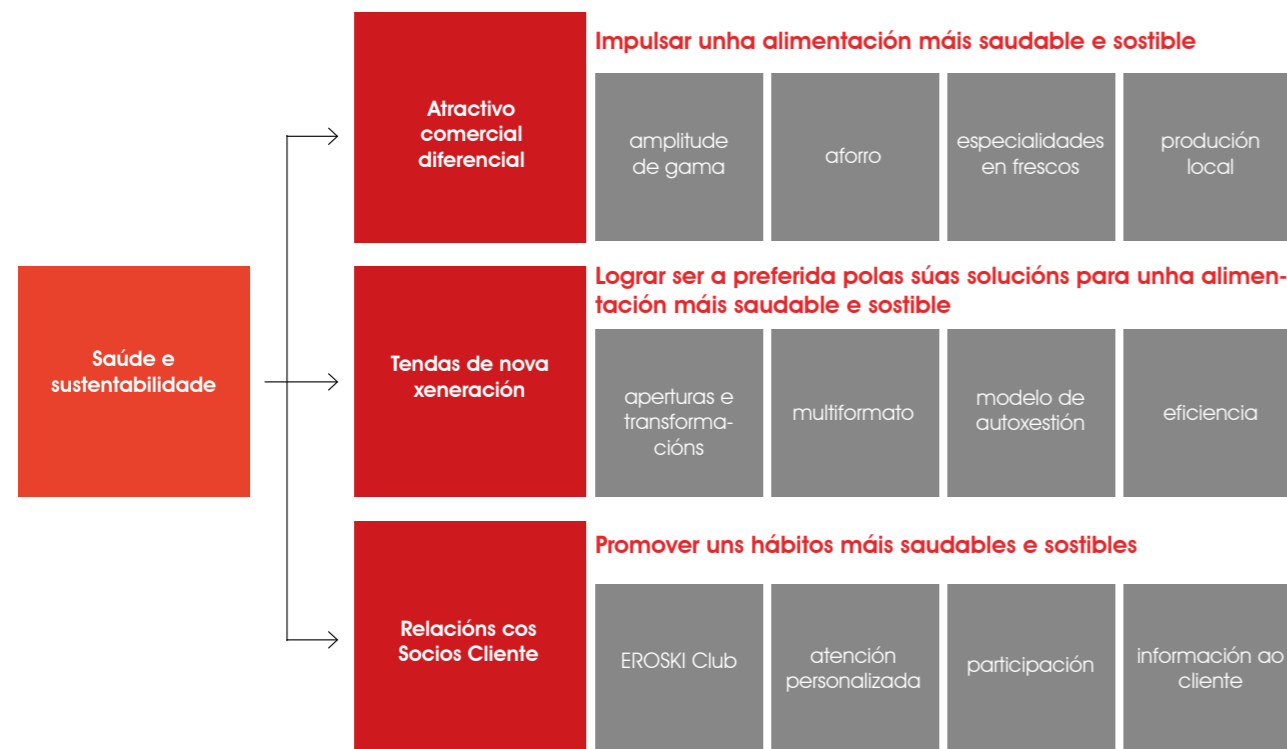 Saúde e
sustentabilidade
Atractivo
comercial
diferencial
Impulsar unha alimentación máis saudable e sostible
amplitude
de gama
aforro
especialidades
en frescos
produción
local
Tendas de nova
xeneración
Lograr ser a preferida polas súas solucións para unha alimen-
tación máis saudable e sostible
aperturas e
transforma-
cións
multiformato
modelo de
autoxestión
eficiencia
Relacións cos
Socios Cliente
Promover uns hábitos máis saudables e sostibles
EROSKI Club
atención
personalizada
participación
información ao
cliente